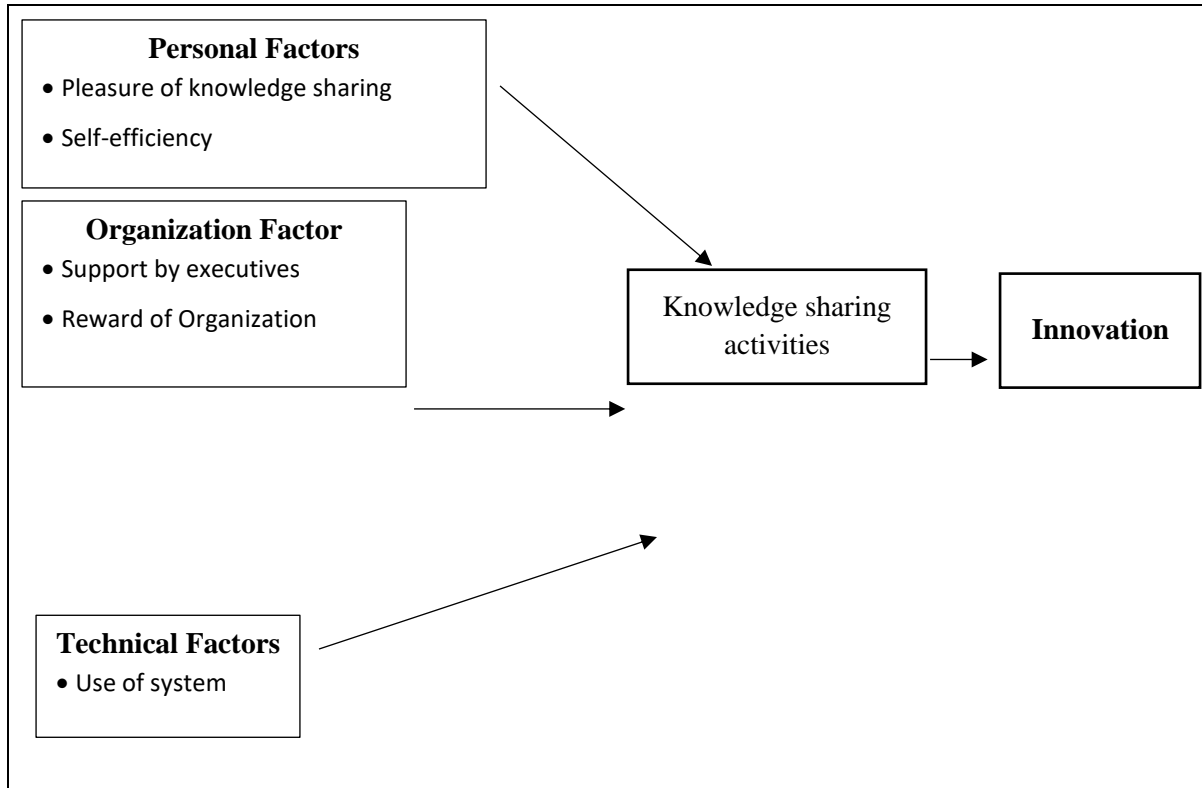 Personal Factors
• Pleasure of knowledge sharing
• Self-efficiency
Organization Factor
• Support by executives
• Reward of Organization
Knowledge sharing
activities
Innovation
Technical Factors
• Use of system